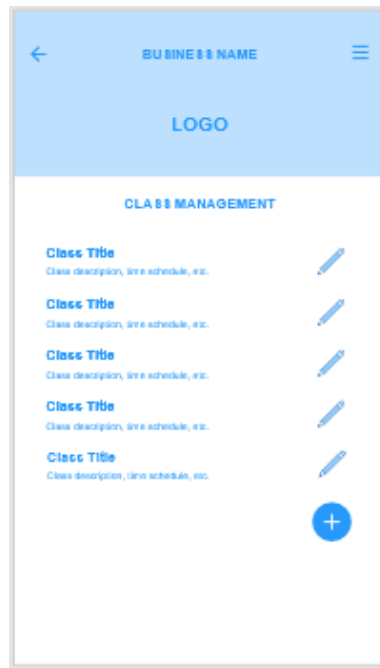 BUSINESS NAME
LOGO
CLASS MANAGEMENT
Class Title
Class description, time schedule, etc.
Class Title
Class description, time schedule, etc.
Class Title
Class description, time schedule, etc.
Class Title
Class description, time schedule, etc.
Class Title
Class description, time schedule, etc.